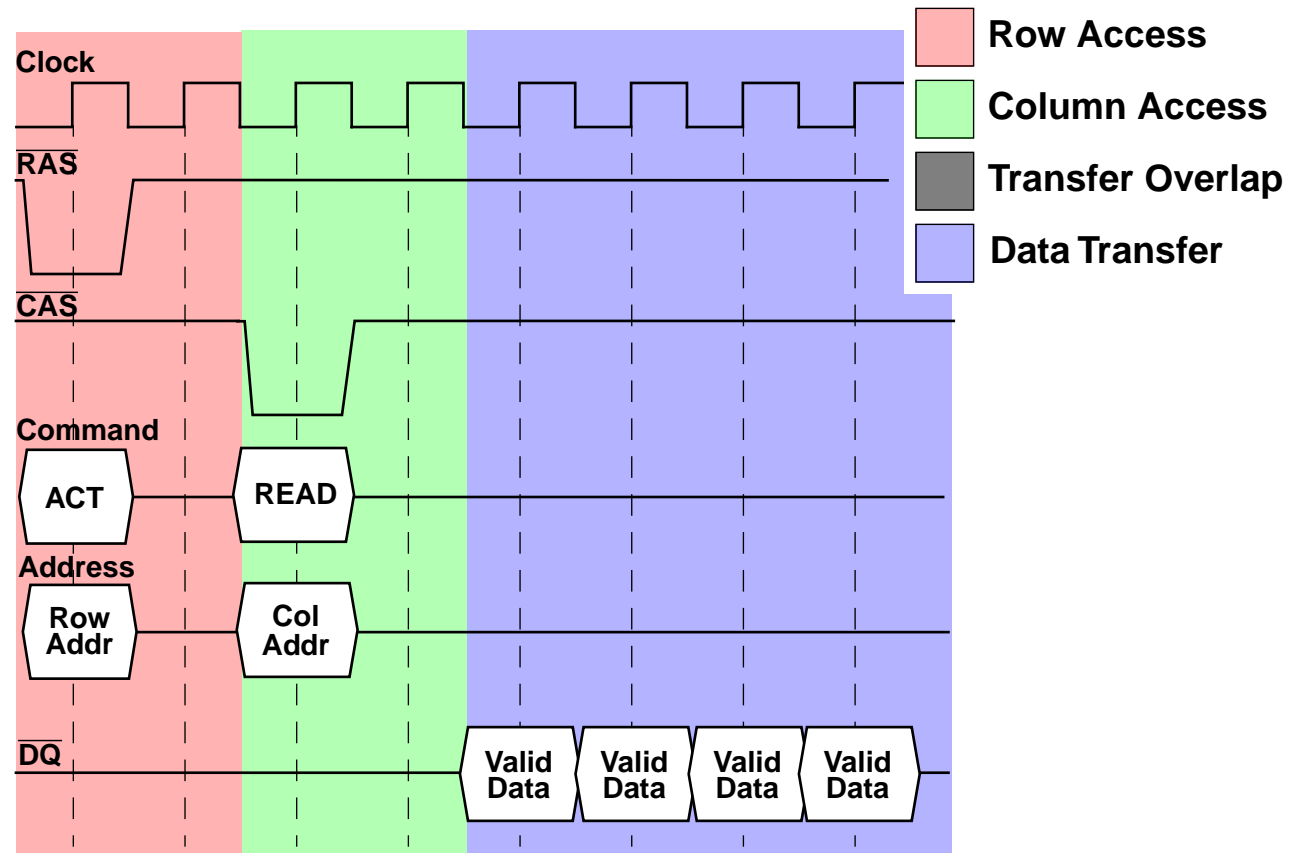 Row Access
Column Access
Transfer Overlap
Data Transfer
Clock
RAS
CAS
Command
ACT
READ
Address
Row
Addr
Col
Addr
DQ
Valid
Data
Valid
Data
Valid
Data
Valid
Data